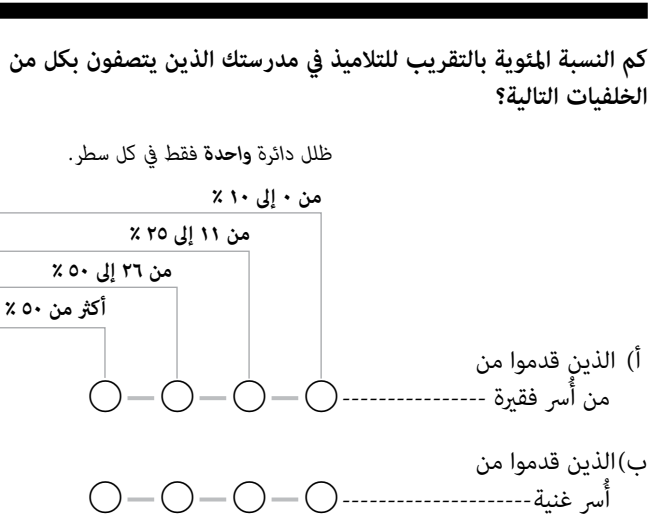 كم النسبة المئوية بالتقريب للتلاميذ في مدرستك الذين يتصفون بكل من
الخلفيات التالية؟
ظلل دائرة واحدة فقط في كل سطر.
من ٠ إلى ١٠ ٪
من ١١ إلى ٢٥ ٪
من ٢٦ إلى ٥٠ ٪
أكثر من ٥٠ ٪
أ) الذين قدموا من
من أُسر فقيرة ----------------
ب)الذين قدموا من
أُسر غنية--------------------